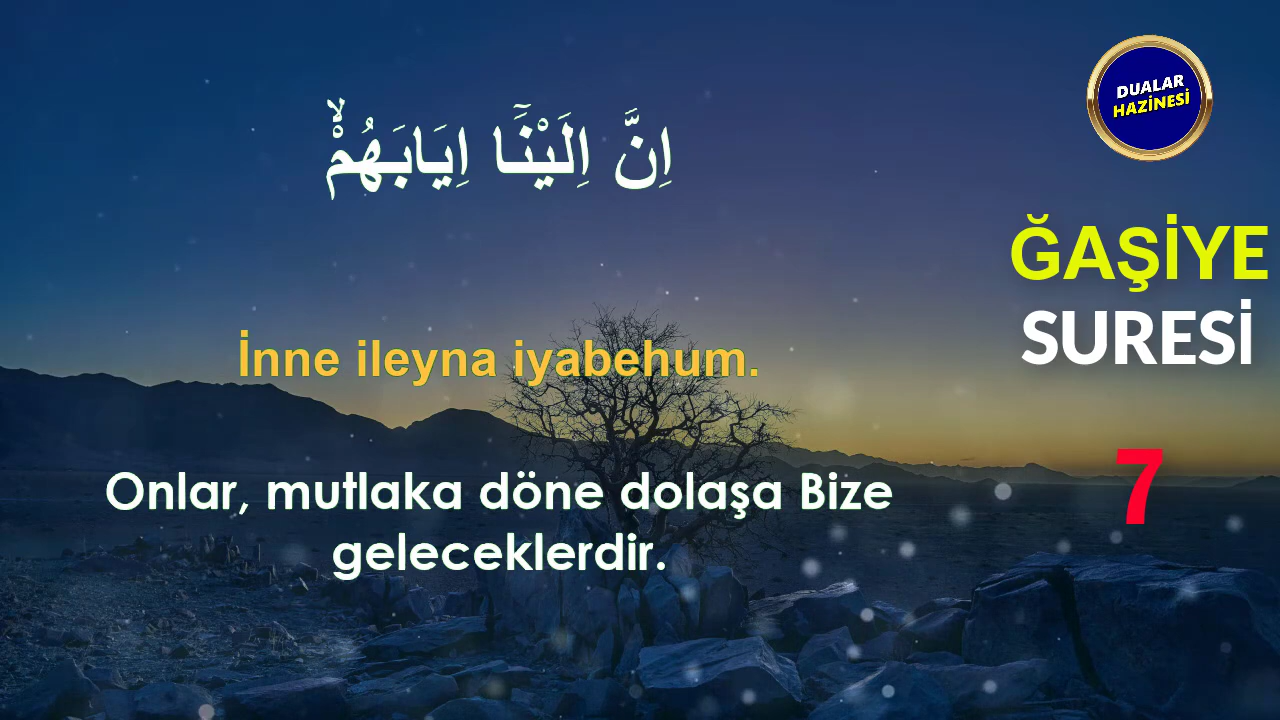 اِنَّ اِلَيْنَٓا اِيَابَهُمْۙ
İnne ileyna iyabehum.
Onlar, mutlaka döne dolaşa Bize
geleceklerdir.
DUALAR
HAZİNESİ
ĞAŞİYE
SURESİ
7